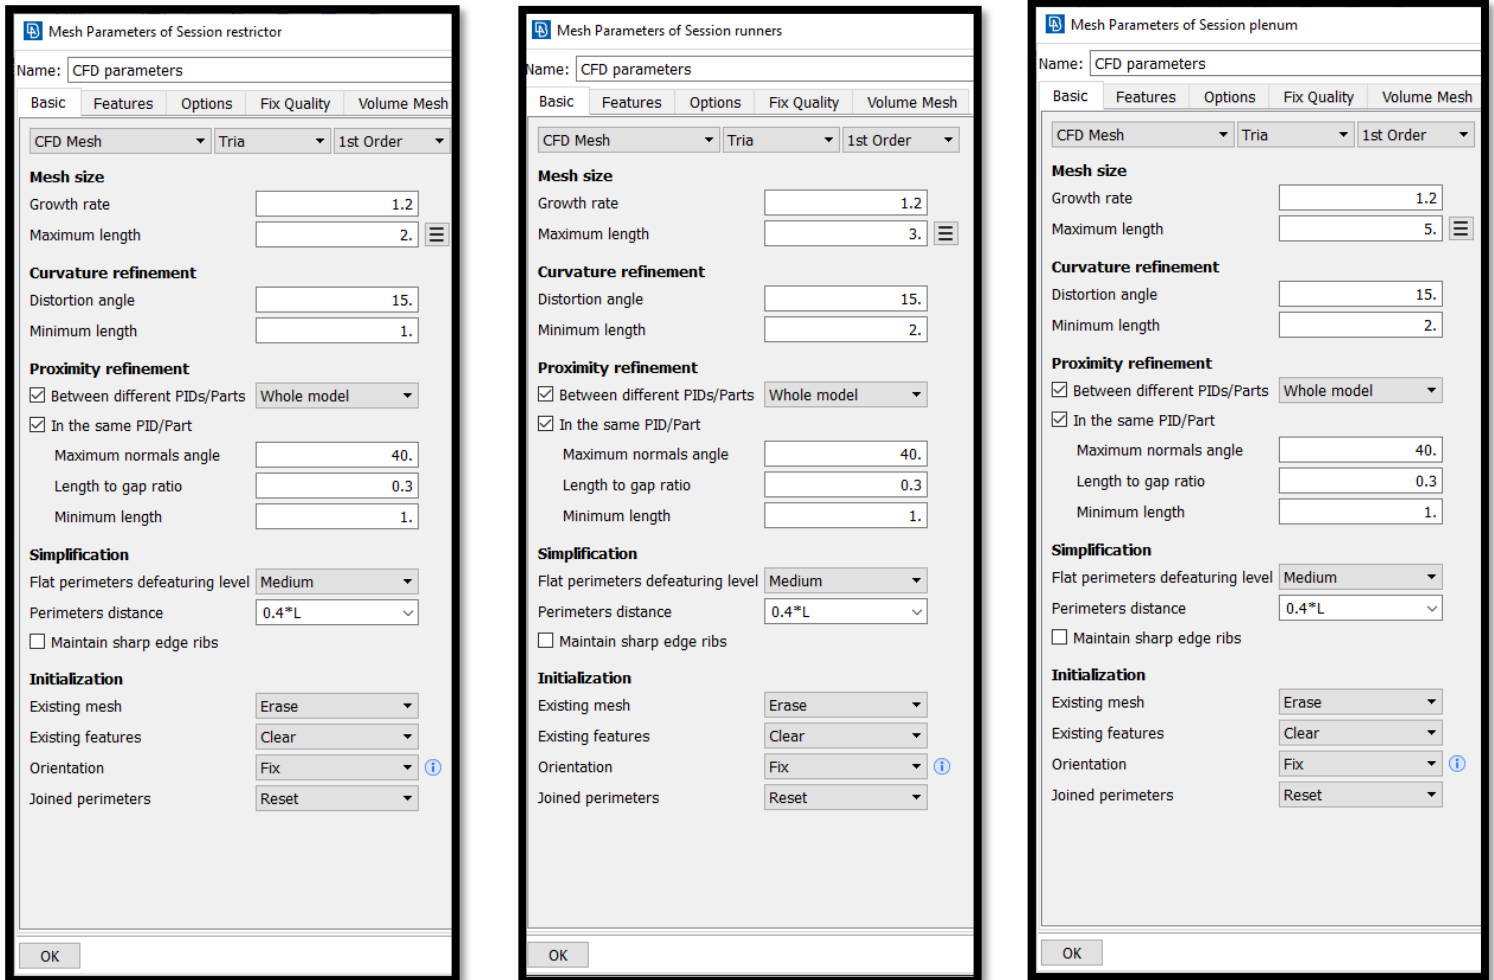 Mesh Parameters of Session restrictor
Name: CFD parameters
Basic Features Options Fix Quality Volume Mesh
CFD Mesh Tria 1st Order
Mesh size
Growth rate 1.2
Maximum length 2.
Curvature refinement
Distortion angle 15.
Minimum length 1.
Proximity refinement
Between different PIDs/Parts Whole model
In the same PID/Part
Maximum normals angle 40.
Length to gap ratio 0.3
Minimum length 1.
Simplification
Flat perimeters defeaturing level Medium
Perimeters distance 0.4*L
Maintain sharp edge ribs
Initialization
Existing mesh Erase
Existing features Clear
Orientation Fix
Joined perimeters Reset
OK
Mesh Parameters of Session runners
Name: CFD parameters
Basic Features Options Fix Quality Volume Mesh
CFD Mesh Tria 1st Order
Mesh size
Growth rate 1.2
Maximum length 3.
Curvature refinement
Distortion angle 15.
Minimum length 2.
Proximity refinement
Between different PIDs/Parts Whole model
In the same PID/Part
Maximum normals angle 40.
Length to gap ratio 0.3
Minimum length 1.
Simplification
Flat perimeters defeaturing level Medium
Perimeters distance 0.4*L
Maintain sharp edge ribs
Initialization
Existing mesh Erase
Existing features Clear
Orientation Fix
Joined perimeters Reset
OK
Mesh Parameters of Session plenum
Name: CFD parameters
Basic Features Options Fix Quality Volume Mesh
CFD Mesh Tria 1st Order
Mesh size
Growth rate 1.2
Maximum length 5.
Curvature refinement
Distortion angle 15.
Minimum length 2.
Proximity refinement
Between different PIDs/Parts Whole model
In the same PID/Part
Maximum normals angle 40.
Length to gap ratio 0.3
Minimum length 1.
Simplification
Flat perimeters defeaturing level Medium
Perimeters distance 0.4*L
Maintain sharp edge ribs
Initialization
Existing mesh Erase
Existing features Clear
Orientation Fix
Joined perimeters Reset
OK